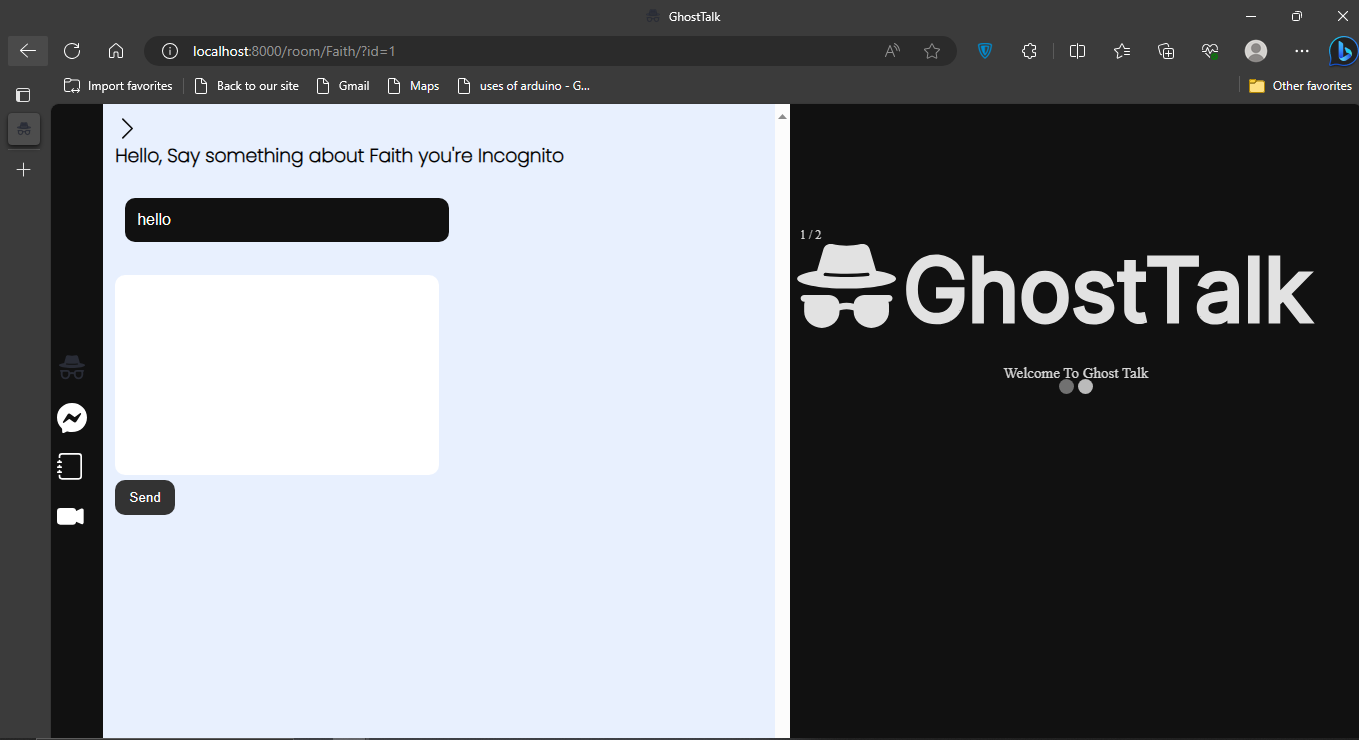 GhostTalk
localhost:8000/room/Faith/?id=1
Import favorites
Back to our site
Gmail
Maps
uses of arduino - G...
Other favorites
Hello, Say something about Faith you're Incognito
hello
Send
1 / 2
GhostTalk
Welcome To Ghost Talk